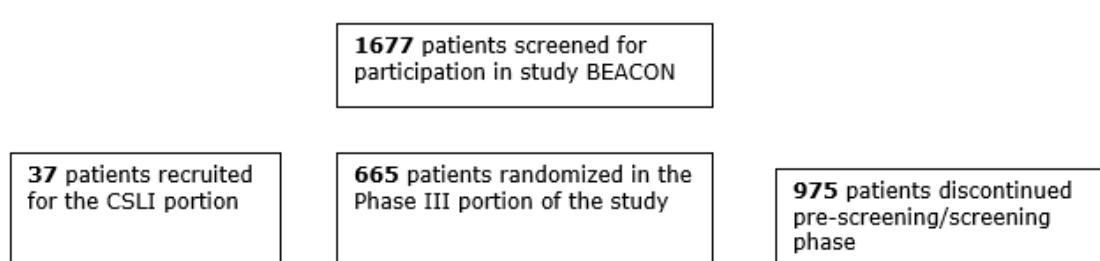 1677 patients screened for
participation in study BEACON
37 patients recruited
for the CSLI portion
665 patients randomized in the
Phase III portion of the study
975 patients discontinued
pre-screening/screening
phase